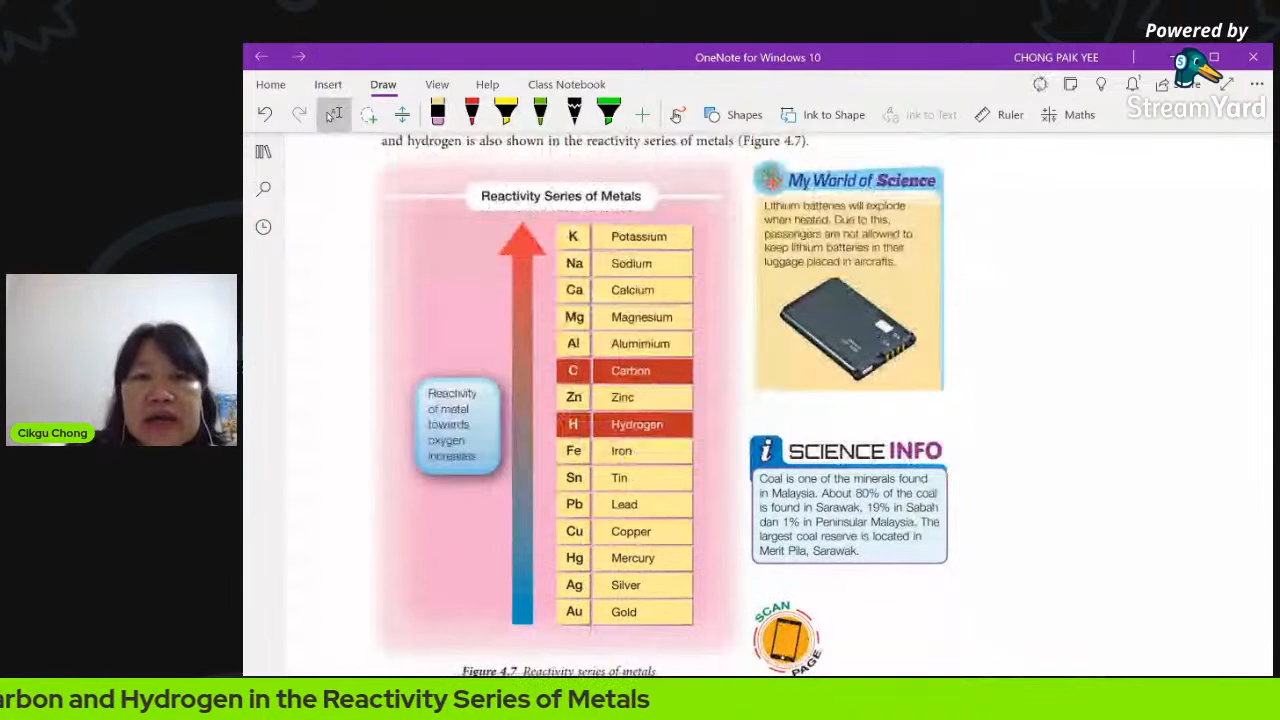 Powered by
StreamYard
OneNote for Windows 10
CHONG PAIK YEE
Home Insert Draw View Help Class Notebook
Shapes Ink to Shape Ink to Text Ruler Maths
and hydrogen is also shown in the reactivity series of metals (Figure 4.7).
Reactivity Series of Metals
K Potassium
Na Sodium
Ca Calcium
Mg Magnesium
Al Alumimium
C Carbon
Zn Zinc
H Hydrogen
Fe Iron
Sn Tin
Pb Lead
Cu Copper
Hg Mercury
Ag Silver
Au Gold
Reactivity
of metal
towards
oxygen
increases
Figure 4.7 Reactivity series of metals
My World of Science
Lithium batteries will explode
when heated. Due to this,
passengers are not allowed to
keep lithium batteries in their
luggage placed in aircrafts.
i SCIENCE INFO
Coal is one of the minerals found
in Malaysia. About 80% of the coal
is found in Sarawak, 19% in Sabah
dan 1% in Peninsular Malaysia. The
largest coal reserve is located in
Merit Pila, Sarawak.
SCAN
PAGE
Cikgu Chong
arbon and Hydrogen in the Reactivity Series of Metals